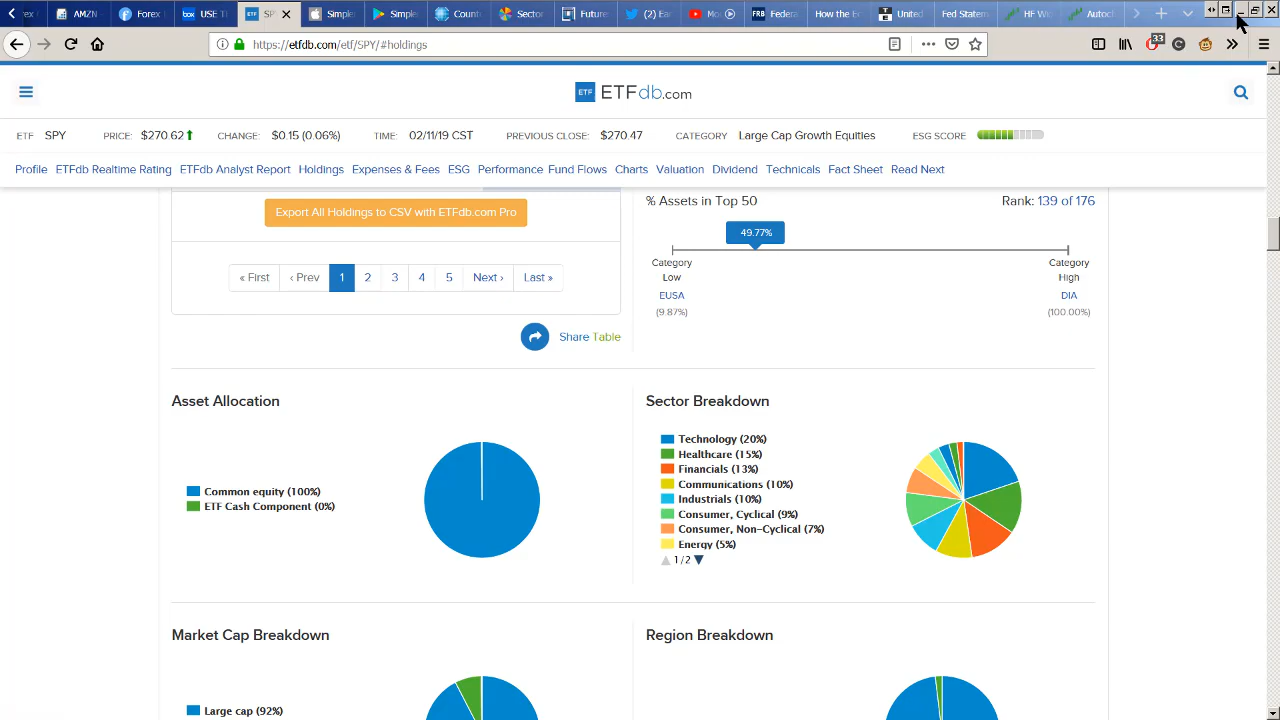 rex
AMZN
Forex
USE T
SP
Simple
Simple
Count
Sector
Future
(2) Ear
Mo
Federa
How the Ec
United
Fed Statem
HF W
Autocl
https://etfdb.com/etf/SPY/#holdings
33
ETF ETFdb.com
ETF SPY PRICE: $270.62 CHANGE: $0.15 (0.06%) TIME: 02/11/19 CST PREVIOUS CLOSE: $270.47 CATEGORY Large Cap Growth Equities ESG SCORE
Profile ETFdb Realtime Rating ETFdb Analyst Report Holdings Expenses & Fees ESG Performance Fund Flows Charts Valuation Dividend Technicals Fact Sheet Read Next
Export All Holdings to CSV with ETFdb.com Pro
« First ‹ Prev 1 2 3 4 5 Next › Last »
Share Table
% Assets in Top 50 Rank: 139 of 176
49.77%
Category Low
EUSA
(9.87%)
Category High
DIA
(100.00%)
Asset Allocation
Common equity (100%)
ETF Cash Component (0%)
Sector Breakdown
Technology (20%)
Healthcare (15%)
Financials (13%)
Communications (10%)
Industrials (10%)
Consumer, Cyclical (9%)
Consumer, Non-Cyclical (7%)
Energy (5%)
1/2
Market Cap Breakdown
Large cap (92%)
Region Breakdown